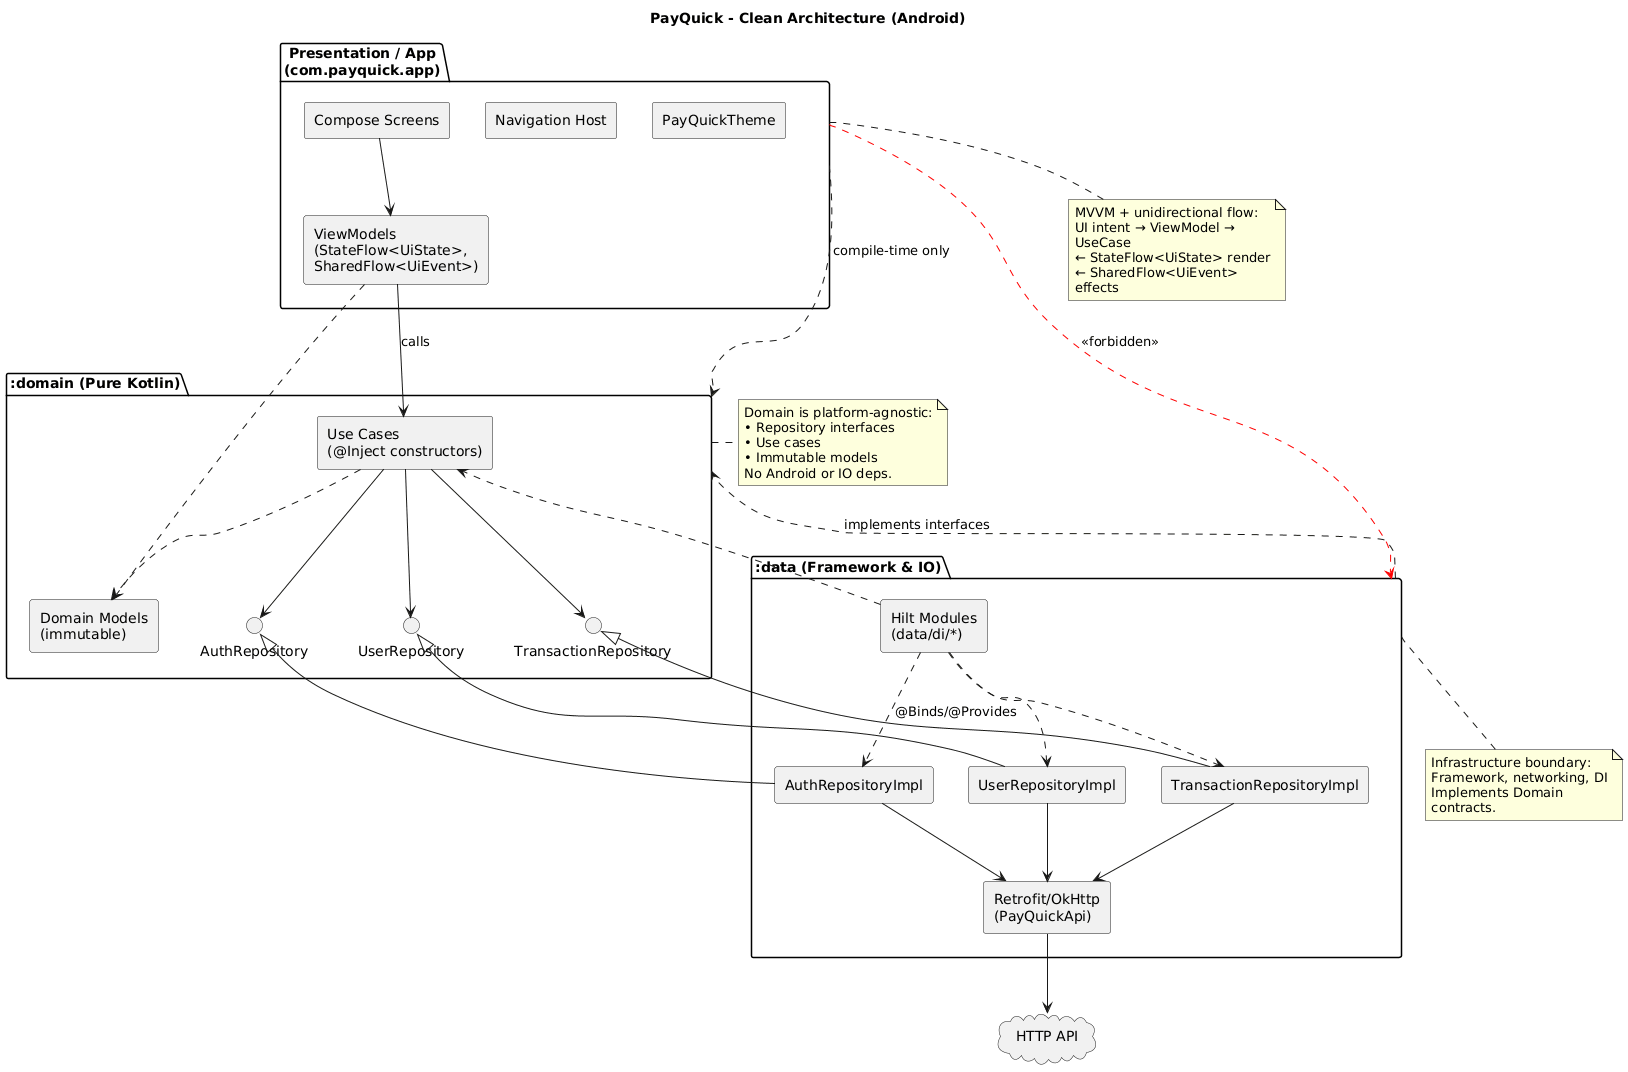 PayQuick - Clean Architecture (Android)
Presentation / App
(com.payquick.app)
Compose Screens
Navigation Host
PayQuickTheme
ViewModels
(StateFlow<UiState>,
SharedFlow<UiEvent>)
compile-time only
MVVM + unidirectional flow:
UI intent → ViewModel →
UseCase
← StateFlow<UiState> render
← SharedFlow<UiEvent>
effects
calls
«forbidden»
:domain (Pure Kotlin)
Use Cases
(@Inject constructors)
Domain is platform-agnostic:
• Repository interfaces
• Use cases
• Immutable models
No Android or IO deps.
implements interfaces
Domain Models
(immutable)
AuthRepository
UserRepository
TransactionRepository
:data (Framework & IO)
Hilt Modules
(data/di/*)
@Binds/@Provides
AuthRepositoryImpl
UserRepositoryImpl
TransactionRepositoryImpl
Infrastructure boundary:
Framework, networking, DI
Implements Domain
contracts.
Retrofit/OkHttp
(PayQuickApi)
HTTP API